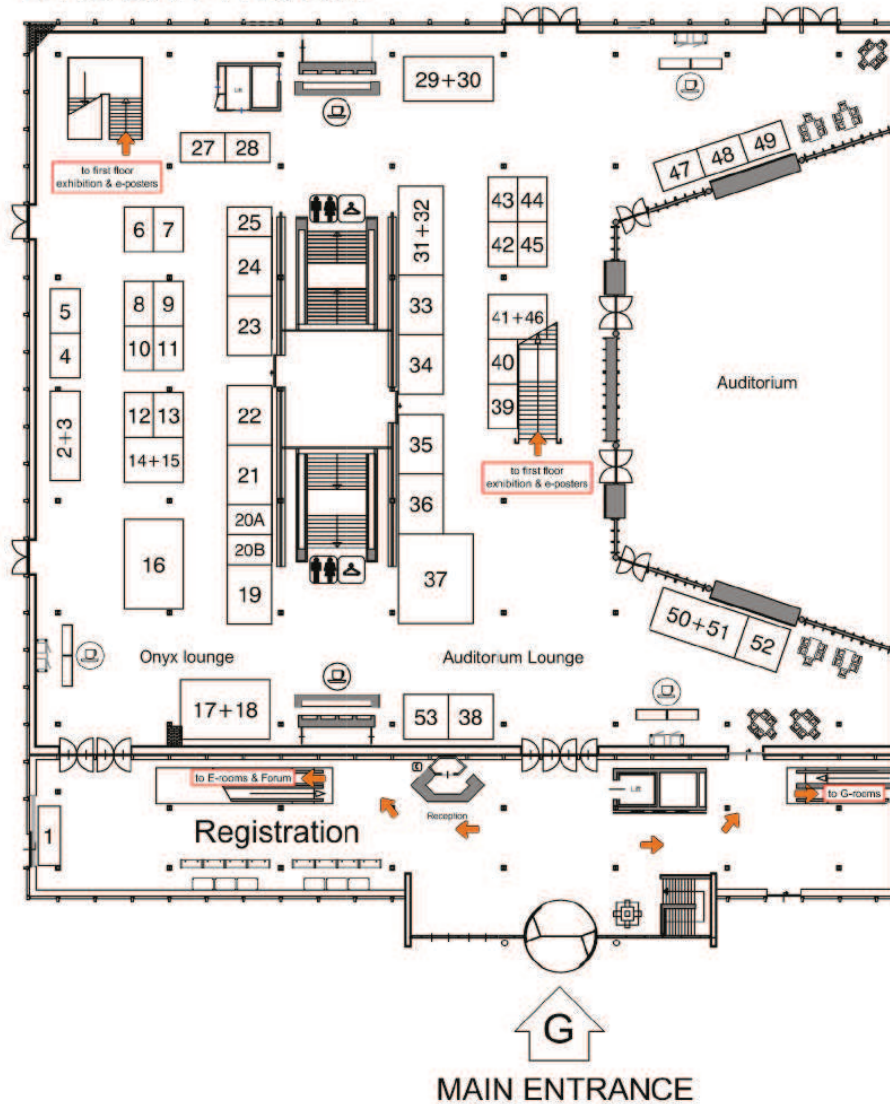 29+30
Lift
27
28
to first floor
exhibition & e-posters
47
48
49
6
7
25
31+32
43
44
24
42
45
5
8
9
23
33
41+46
4
10
11
34
40
Auditorium
2+3
12
13
22
35
39
14+15
21
36
to first floor
exhibition & e-posters
20A
16
20B
37
19
50+51
52
Onyx lounge
Auditorium Lounge
17+18
53
38
to E-rooms & Forum
Lift
to G-rooms
1
Registration
Reception
G
MAIN ENTRANCE